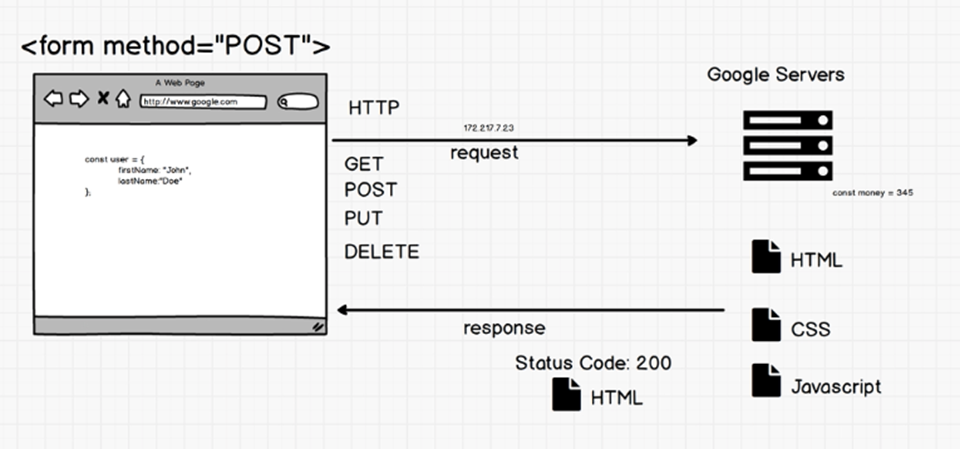 <form method="POST">
A Web Page
http://www.google.com
const user = {
firstName: "John",
lastName:"Doe"
};
HTTP
172.217.7.23
request
GET
POST
PUT
DELETE
Google Servers
const money = 345
HTML
CSS
Javascript
response
Status Code: 200
HTML